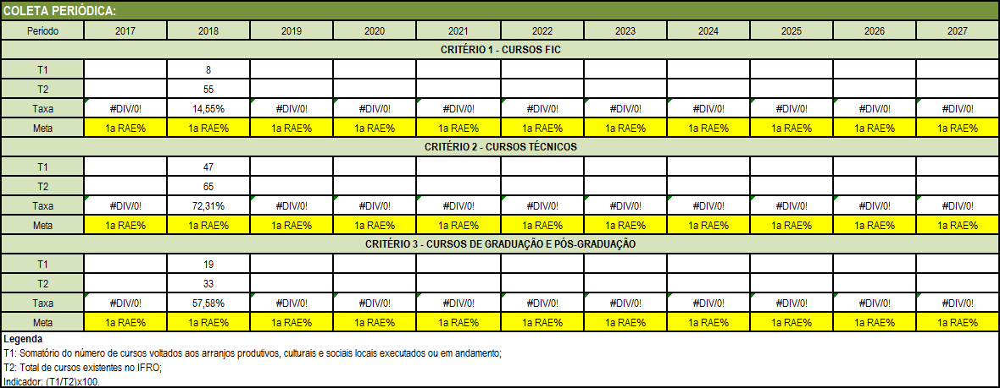 COLETA PERIÓDICA:
Período 2017 2018 2019 2020 2021 2022 2023 2024 2025 2026 2027
CRITÉRIO 1 - CURSOS FIC
T1 8
T2 55
Taxa #DIV/0! 14,55% #DIV/0! #DIV/0! #DIV/0! #DIV/0! #DIV/0! #DIV/0! #DIV/0! #DIV/0! #DIV/0!
Meta 1a RAE% 1a RAE% 1a RAE% 1a RAE% 1a RAE% 1a RAE% 1a RAE% 1a RAE% 1a RAE% 1a RAE% 1a RAE%
CRITÉRIO 2 - CURSOS TÉCNICOS
T1 47
T2 65
Taxa #DIV/0! 72,31% #DIV/0! #DIV/0! #DIV/0! #DIV/0! #DIV/0! #DIV/0! #DIV/0! #DIV/0! #DIV/0!
Meta 1a RAE% 1a RAE% 1a RAE% 1a RAE% 1a RAE% 1a RAE% 1a RAE% 1a RAE% 1a RAE% 1a RAE% 1a RAE%
CRITÉRIO 3 - CURSOS DE GRADUAÇÃO E PÓS-GRADUAÇÃO
T1 19
T2 33
Taxa #DIV/0! 57,58% #DIV/0! #DIV/0! #DIV/0! #DIV/0! #DIV/0! #DIV/0! #DIV/0! #DIV/0! #DIV/0!
Meta 1a RAE% 1a RAE% 1a RAE% 1a RAE% 1a RAE% 1a RAE% 1a RAE% 1a RAE% 1a RAE% 1a RAE% 1a RAE%
Legenda
T1: Somatório do número de cursos voltados aos arranjos produtivos, culturais e sociais locais executados ou em andamento;
T2: Total de cursos existentes no IFRO;
Indicador: (T1/T2)x100.